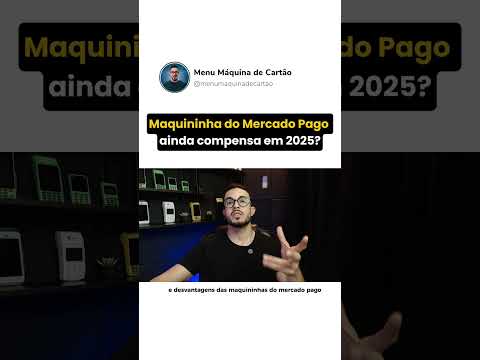 Menu Máquina de Cartão
@menumaquinadecartao
Maquininha do Mercado Pago
ainda compensa em 2025?
e desvantagens das maquininhas do mercado pago